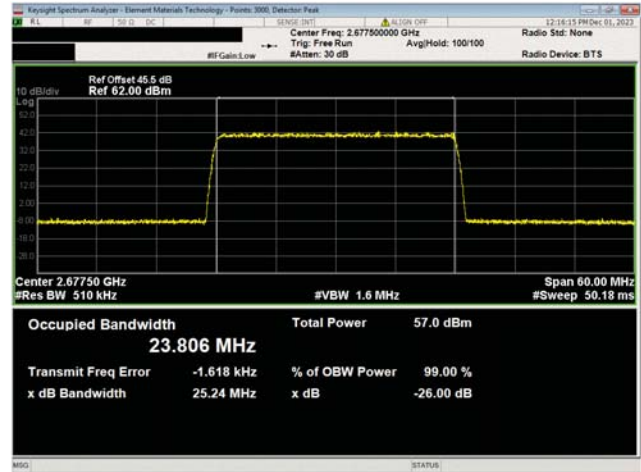 Keysight Spectrum Analyzer - Element Materials Technology - Points: 3000, Detector: Peak
RL RF 50 Ω DC SENSE:INT ALIGN OFF 12:16:15 PM Dec 01, 2023
Center Freq: 2.677500000 GHz Radio Std: None
Trig: Free Run Avg|Hold: 100/100
#IFGain:Low #Atten: 30 dB Radio Device: BTS
Ref Offset 45.5 dB
10 dB/div Ref 62.00 dBm
Log
52.0
42.0
32.0
22.0
12.0
2.00
-8.00
-18.0
-28.0
Center 2.67750 GHz Span 60.00 MHz
#Res BW 510 kHz #VBW 1.6 MHz #Sweep 50.18 ms
Occupied Bandwidth Total Power 57.0 dBm
23.806 MHz
Transmit Freq Error -1.618 kHz % of OBW Power 99.00 %
x dB Bandwidth 25.24 MHz x dB -26.00 dB
MSG STATUS